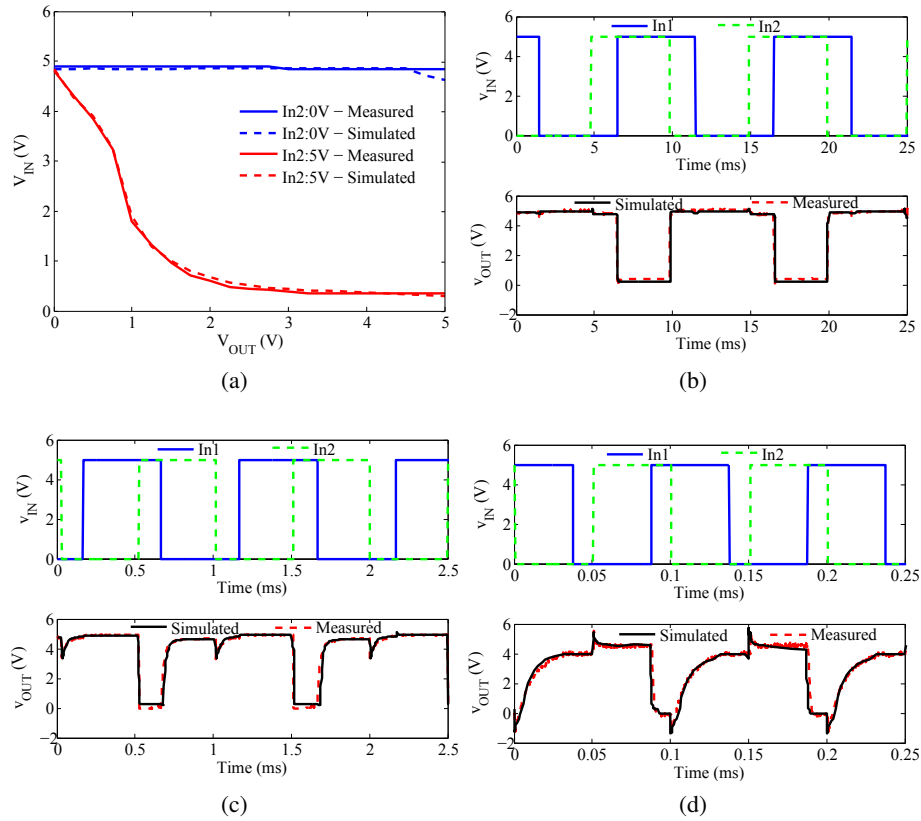 6
5
4
3
2
1
0
V_IN (V)
In2:0V − Measured
In2:0V − Simulated
In2:5V − Measured
In2:5V − Simulated
0 1 2 3 4 5
V_OUT (V)
(a)
6
4
2
0
v_IN (V)
In1 In2
0 5 10 15 20 25
Time (ms)
6
4
2
0
−2
v_OUT (V)
Simulated Measured
0 5 10 15 20 25
Time (ms)
(b)
6
4
2
0
v_IN (V)
In1 In2
0 0.5 1 1.5 2 2.5
Time (ms)
6
4
2
0
−2
v_OUT (V)
Simulated Measured
0 0.5 1 1.5 2 2.5
Time (ms)
(c)
6
4
2
0
v_IN (V)
In1 In2
0 0.05 0.1 0.15 0.2 0.25
Time (ms)
6
4
2
0
−2
v_OUT (V)
Simulated Measured
0 0.05 0.1 0.15 0.2 0.25
Time (ms)
(d)